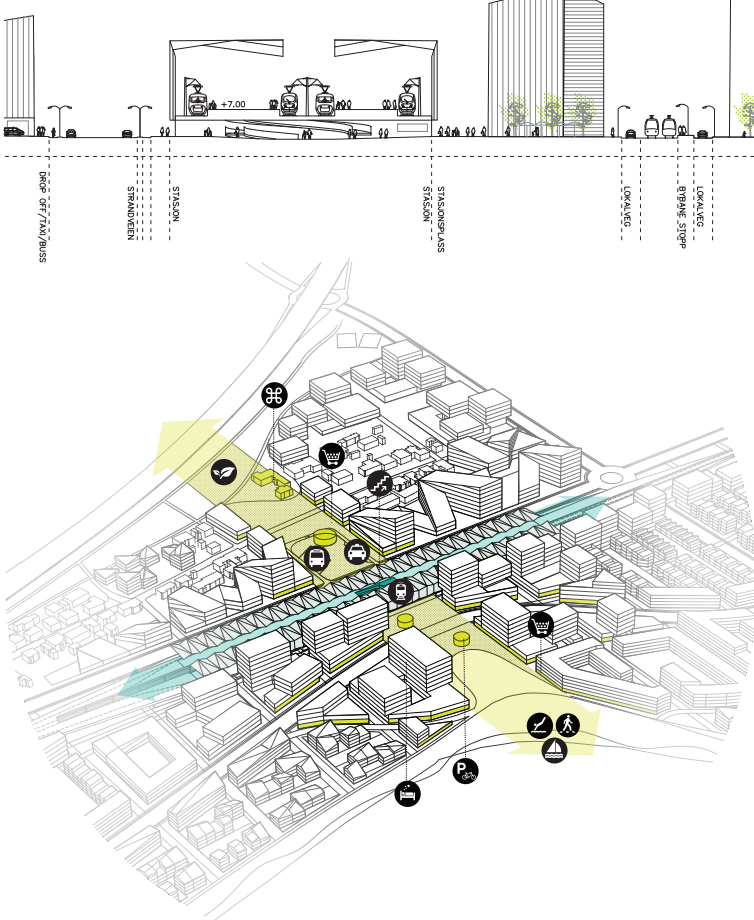 +7.00
DROP OFF/TAXI/BUSS
STRANDVEIEN
STASJON
STASJON
STASJONSPLASS
LOKALVEG
BYBANE STOPP
LOKALVEG
P